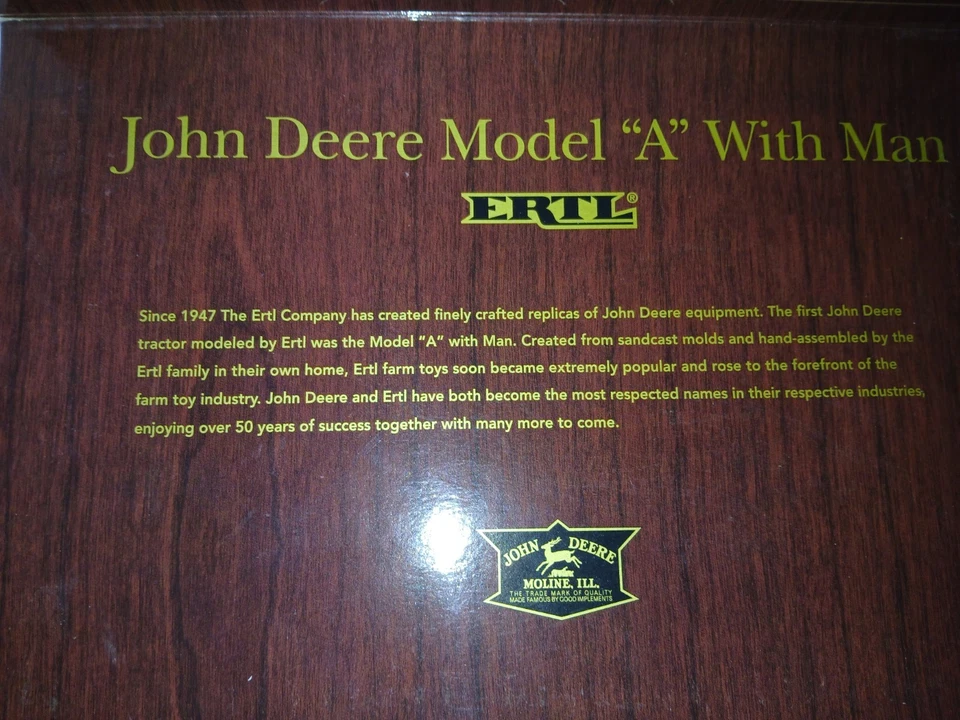 John Deere Model “A” With Man
ERTL®
Since 1947 The Ertl Company has created finely crafted replicas of John Deere equipment. The first John Deere
tractor modeled by Ertl was the Model “A” with Man. Created from sandcast molds and hand-assembled by the
Ertl family in their own home, Ertl farm toys soon became extremely popular and rose to the forefront of the
farm toy industry. John Deere and Ertl have both become the most respected names in their respective industries,
enjoying over 50 years of success together with many more to come.
JOHN DEERE
MOLINE, ILL.
THE TRADE MARK OF QUALITY
MADE FAMOUS BY GOOD IMPLEMENTS